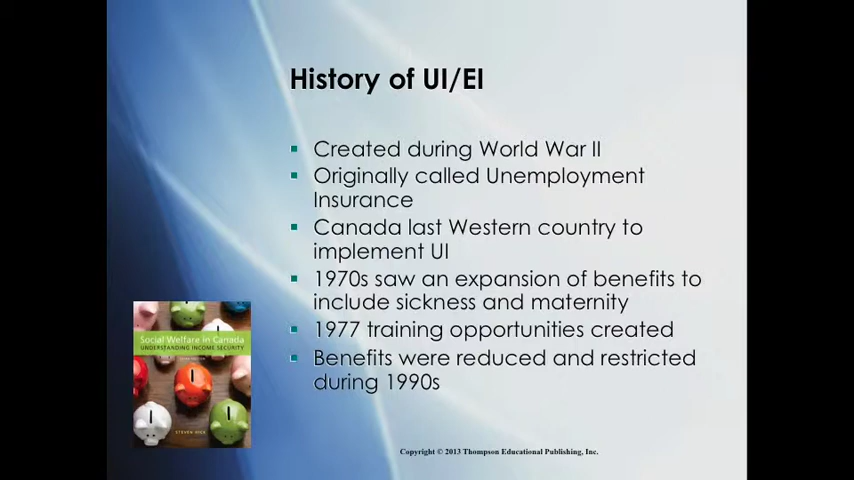 History of UI/EI
Created during World War II
Originally called Unemployment
Insurance
Canada last Western country to
implement UI
1970s saw an expansion of benefits to
include sickness and maternity
1977 training opportunities created
Benefits were reduced and restricted
during 1990s
Social Welfare in Canada
UNDERSTANDING INCOME SECURITY
STEVEN HICK
Copyright © 2013 Thompson Educational Publishing, Inc.